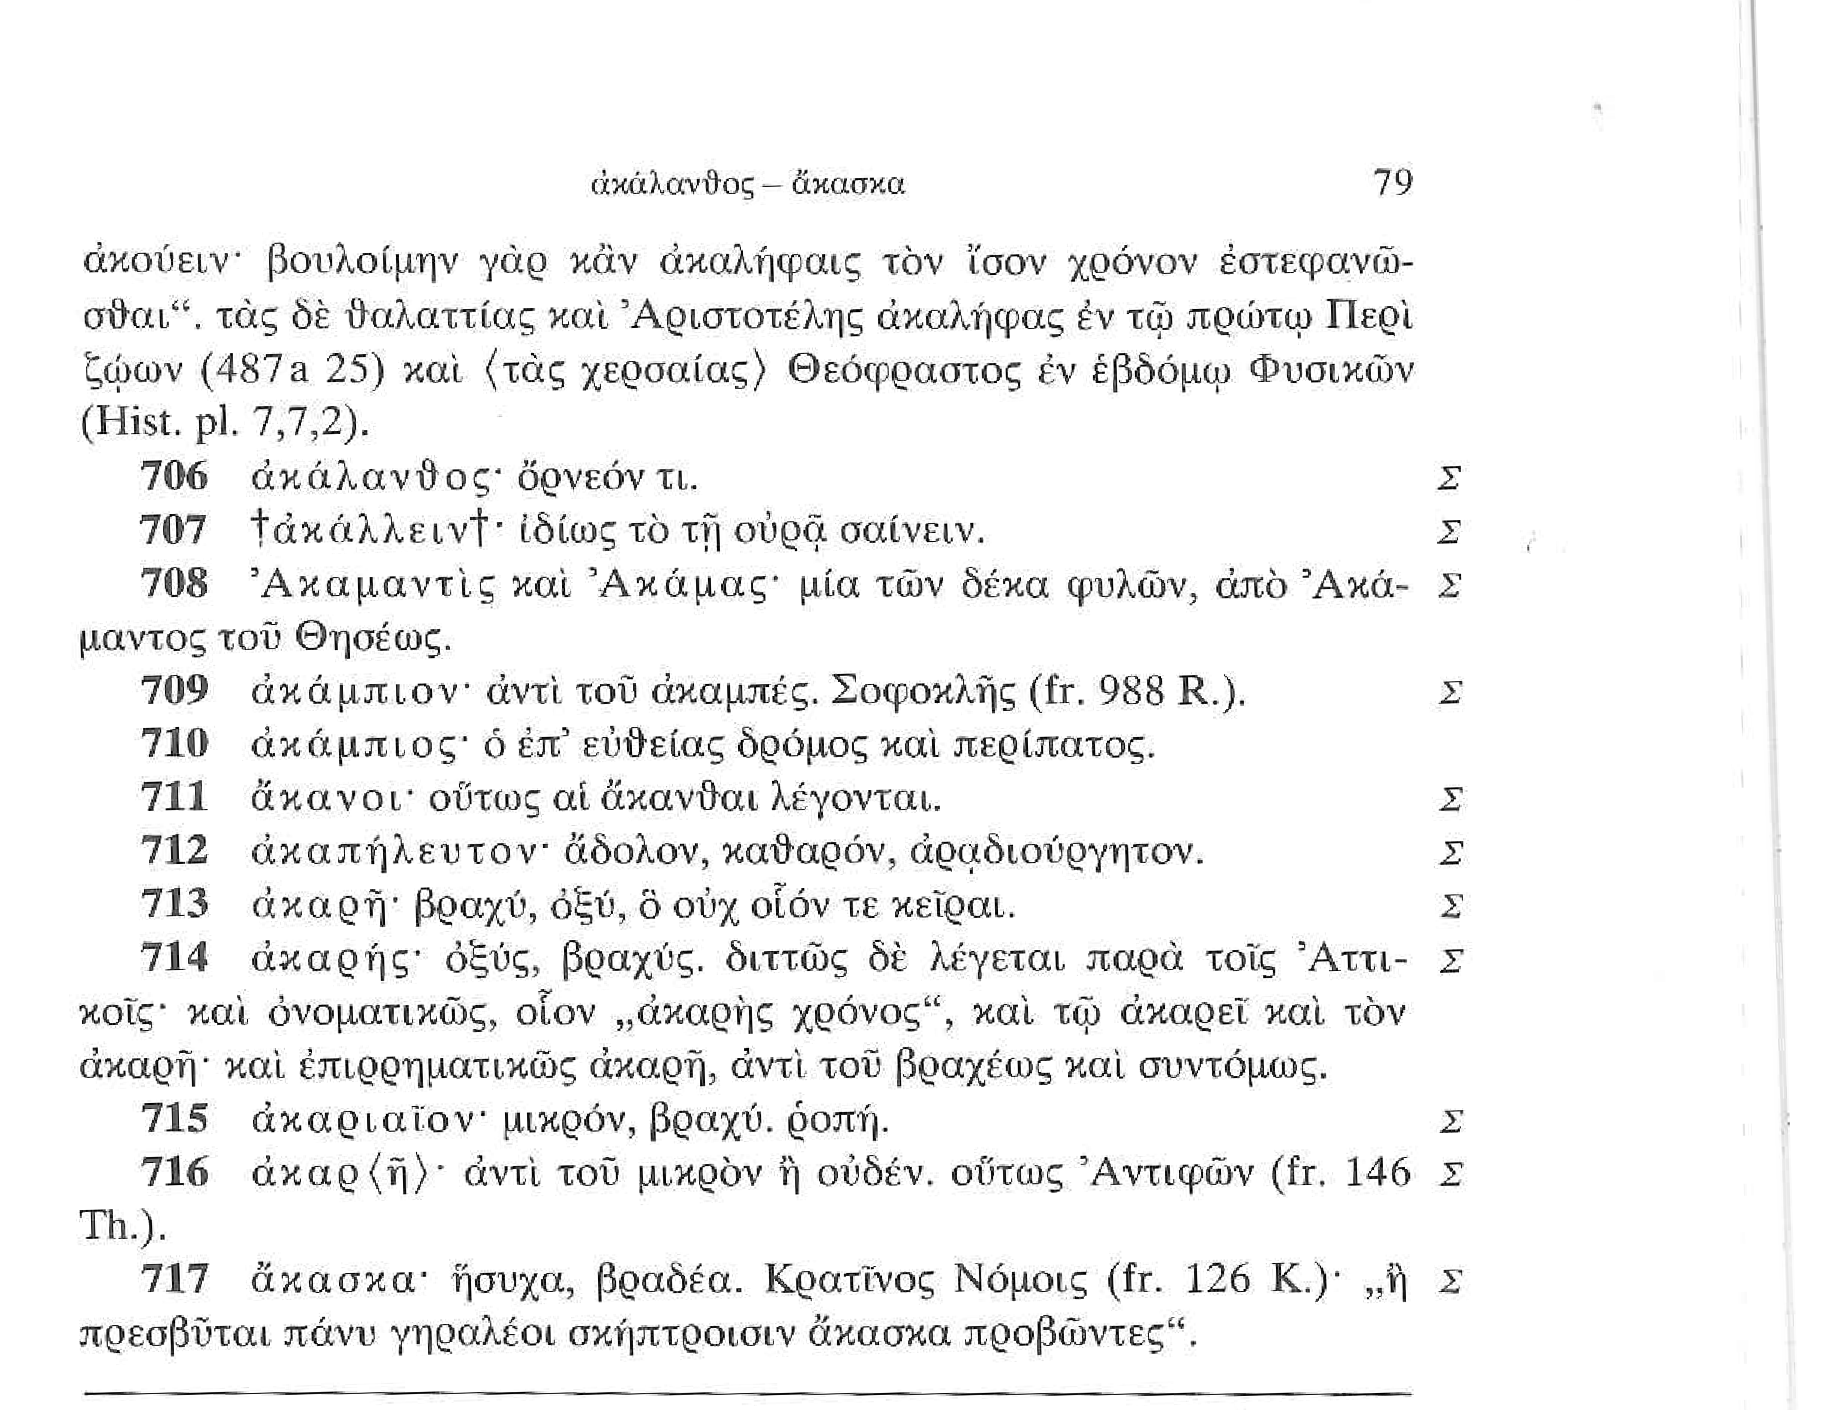 ἀκάλανθος – ἄκασκα 79
ἀκούειν· βουλοίμην γὰρ κἂν ἀκαλήφαις τὸν ἴσον χρόνον ἐστεφανῶ-
σθαι“. τὰς δὲ θαλαττίας καὶ Ἀριστοτέλης ἀκαλήφας ἐν τῷ πρώτῳ Περὶ
ζῴων (487a 25) καὶ ⟨τὰς χερσαίας⟩ Θεόφραστος ἐν ἑβδόμῳ Φυσικῶν
(Hist. pl. 7,7,2).
706 ἀκάλανθος· ὄρνεόν τι. Σ
707 †ἀκάλλειν†· ἰδίως τὸ τῇ οὐρᾷ σαίνειν. Σ
708 Ἀκαμαντὶς καὶ Ἀκάμας· μία τῶν δέκα φυλῶν, ἀπὸ Ἀκά- Σ
μαντος τοῦ Θησέως.
709 ἀκάμπιον· ἀντὶ τοῦ ἀκαμπές. Σοφοκλῆς (fr. 988 R.). Σ
710 ἀκάμπιος· ὁ ἐπ’ εὐθείας δρόμος καὶ περίπατος.
711 ἄκανοι· οὕτως αἱ ἄκανθαι λέγονται. Σ
712 ἀκαπήλευτον· ἄδολον, καθαρόν, ἀρᾳδιούργητον. Σ
713 ἀκαρῆ· βραχύ, ὀξύ, ὃ οὐχ οἷόν τε κεῖραι. Σ
714 ἀκαρής· ὀξύς, βραχύς. διττῶς δὲ λέγεται παρὰ τοῖς Ἀττι- Σ
κοῖς· καὶ ὀνοματικῶς, οἷον „ἀκαρὴς χρόνος“, καὶ τῷ ἀκαρεῖ καὶ τὸν
ἀκαρῆ· καὶ ἐπιρρηματικῶς ἀκαρῆ, ἀντὶ τοῦ βραχέως καὶ συντόμως.
715 ἀκαριαῖον· μικρόν, βραχύ. ῥοπή. Σ
716 ἀκαρ⟨ῆ⟩· ἀντὶ τοῦ μικρὸν ἢ οὐδέν. οὕτως Ἀντιφῶν (fr. 146 Σ
Th.).
717 ἄκασκα· ἥσυχα, βραδέα. Κρατῖνος Νόμοις (fr. 126 K.)· „ἢ Σ
πρεσβῦται πάνυ γηραλέοι σκήπτροισιν ἄκασκα προβῶντες“.